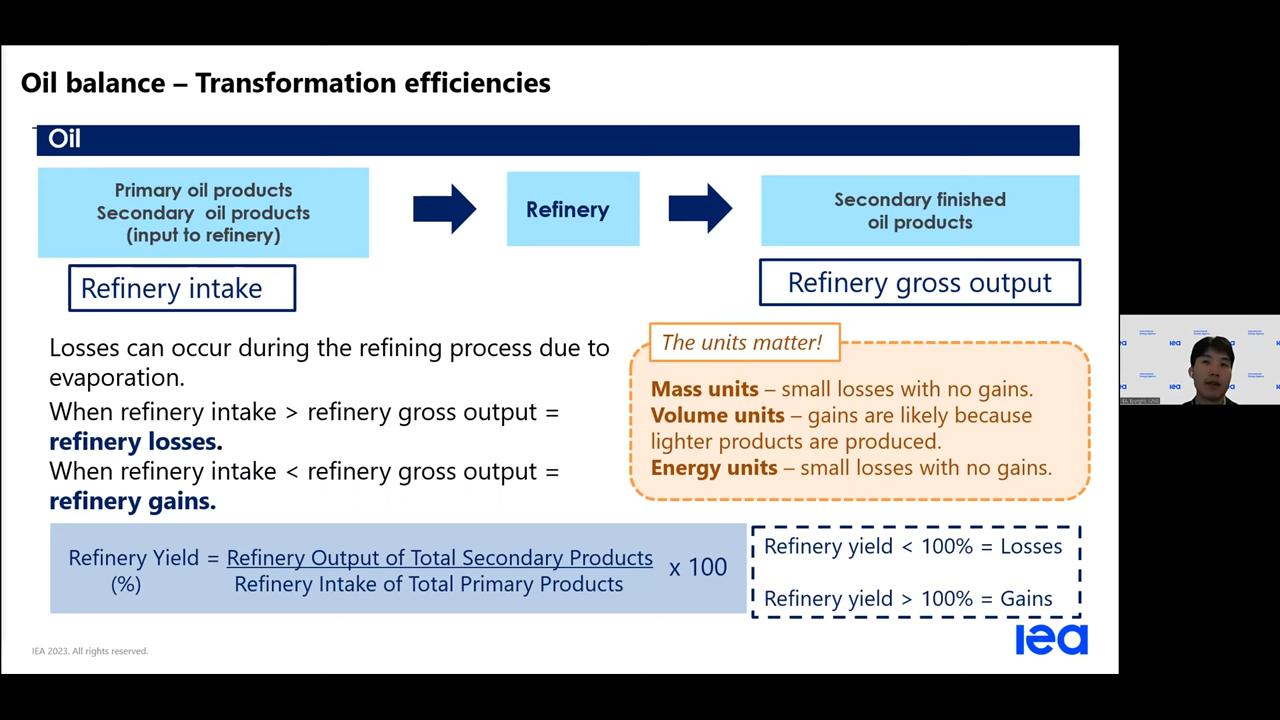 Oil balance – Transformation efficiencies
Oil
Primary oil products
Secondary oil products
(input to refinery)
Refinery
Secondary finished
oil products
Refinery intake
Refinery gross output
Losses can occur during the refining process due to
evaporation.
When refinery intake > refinery gross output =
refinery losses.
When refinery intake < refinery gross output =
refinery gains.
The units matter!
Mass units – small losses with no gains.
Volume units – gains are likely because
lighter products are produced.
Energy units – small losses with no gains.
Refinery Yield = Refinery Output of Total Secondary Products
(%) Refinery Intake of Total Primary Products
x 100
Refinery yield < 100% = Losses
Refinery yield > 100% = Gains
iea
IEA 2023. All rights reserved.